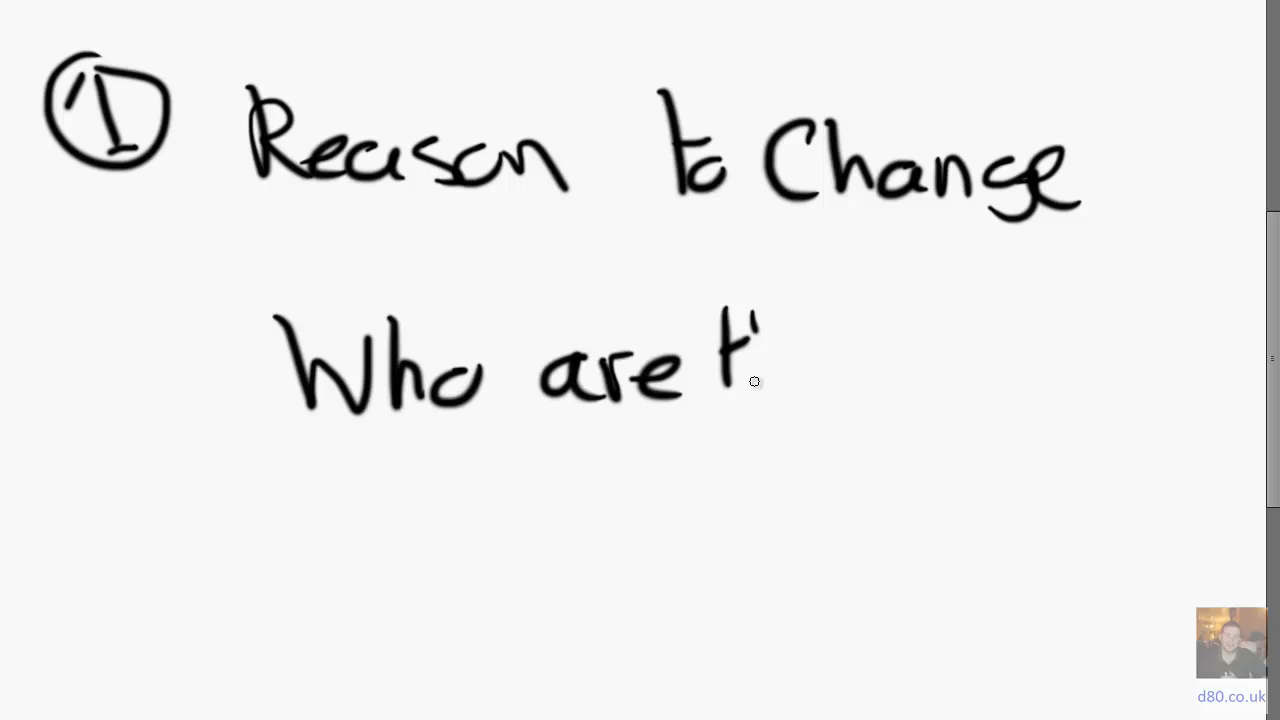 ① Reason to Change
Who are t
d80.co.uk